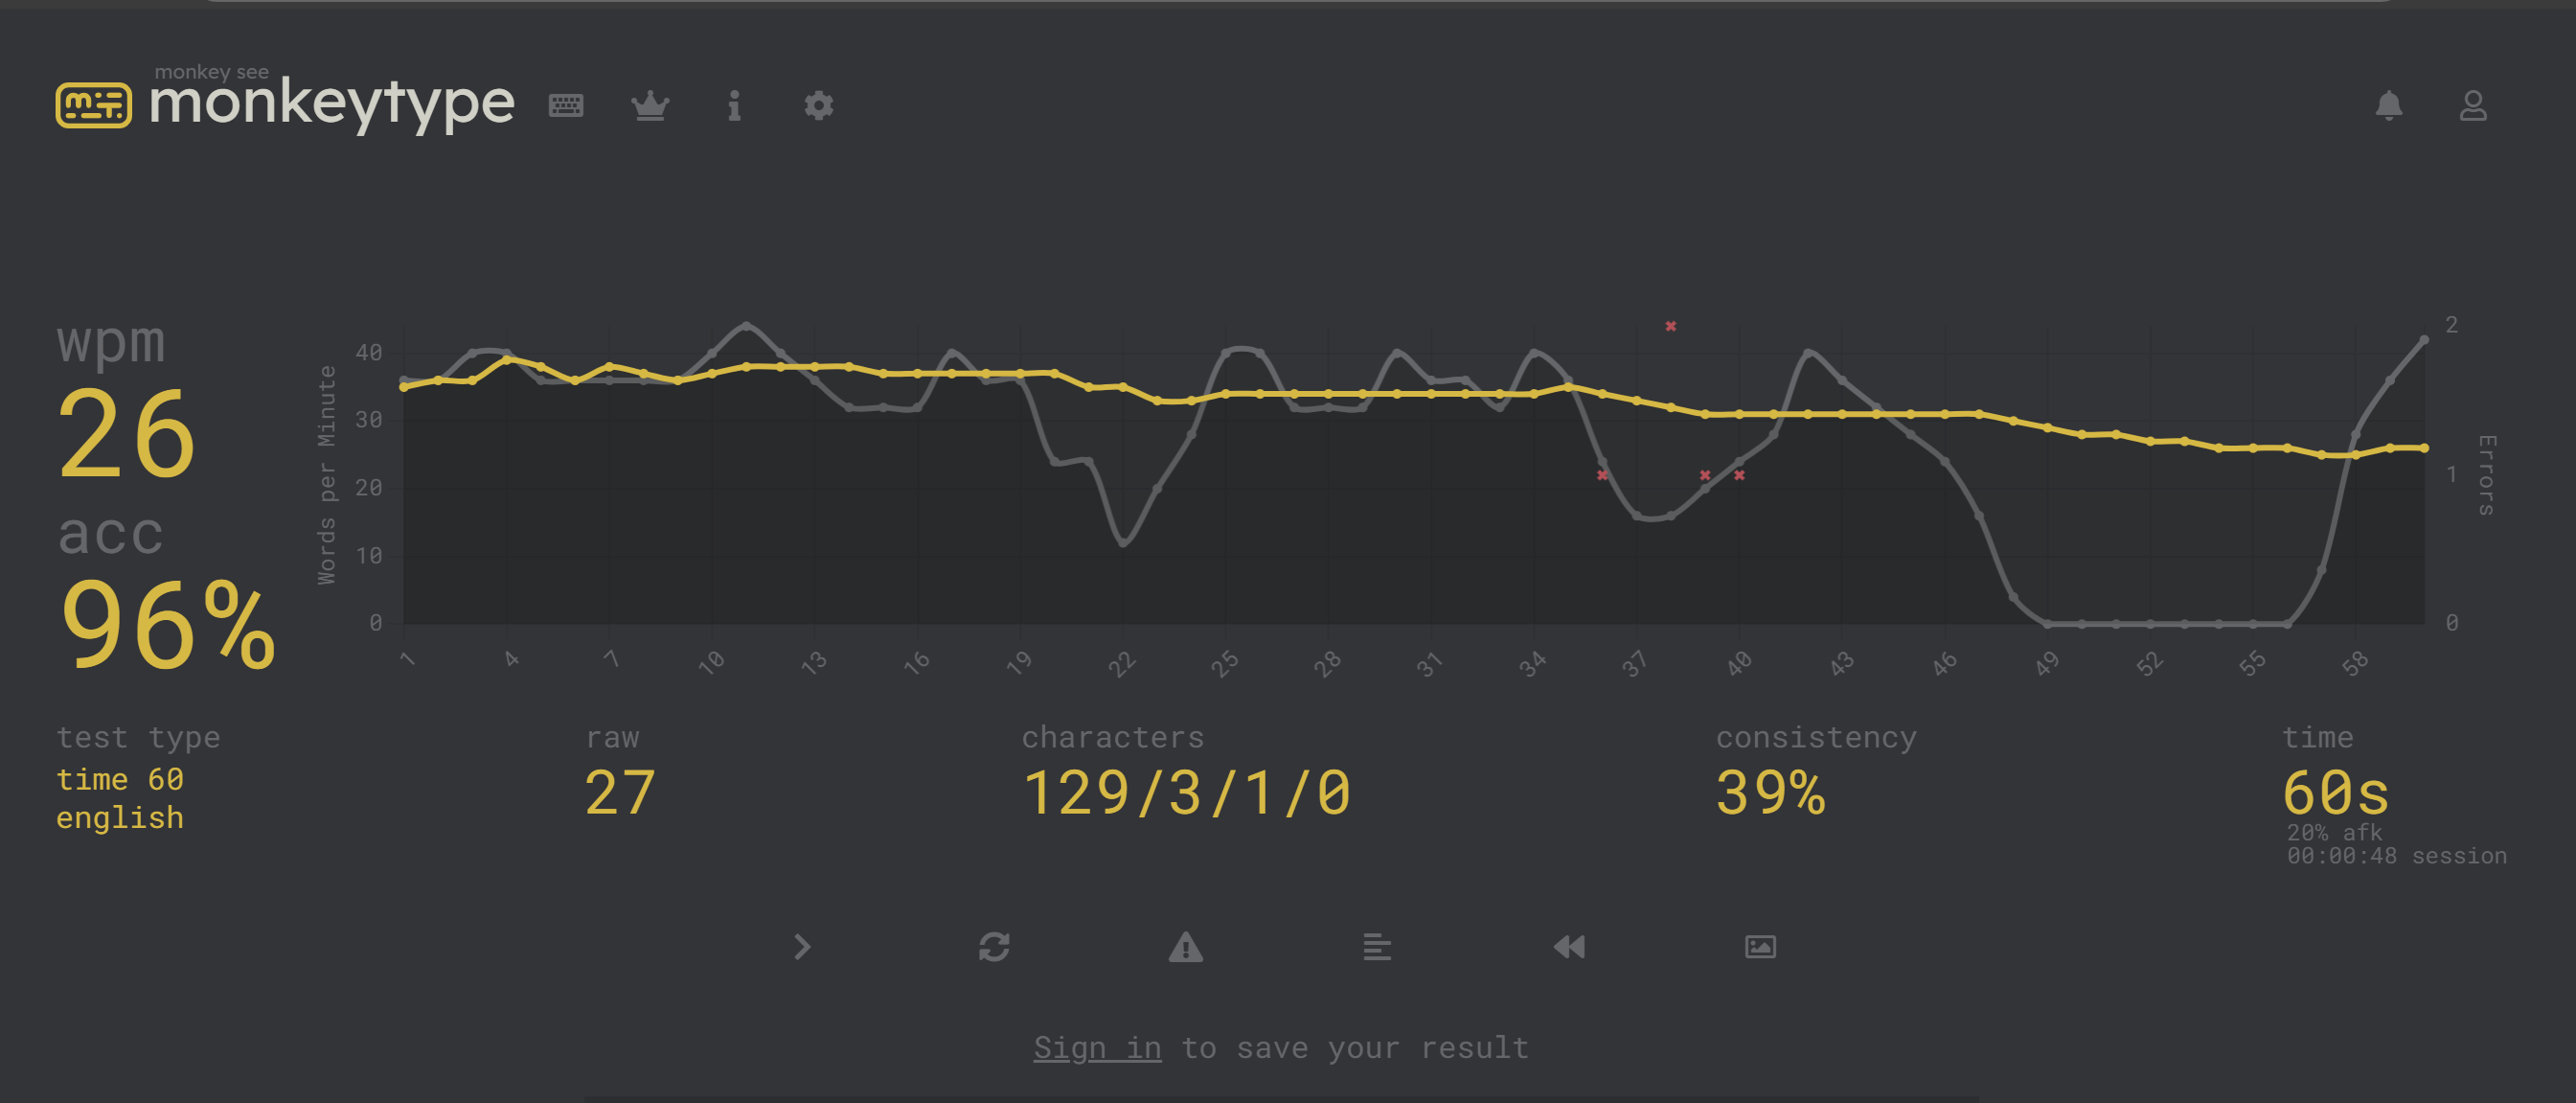 monkey see
monkeytype
wpm
26
acc
96%
Words per Minute
40
30
20
10
0
2
1
0
Errors
1 4 7 10 13 16 19 22 25 28 31 34 37 40 43 46 49 52 55 58
test type
time 60
english
raw
27
characters
129/3/1/0
consistency
39%
time
60s
20% afk
00:00:48 session
Sign in to save your result